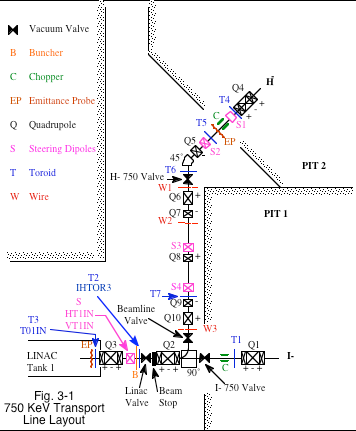 Vacuum Valve
B Buncher
C Chopper
EP Emittance Probe
Q Quadrupole
S Steering Dipoles
T Toroid
W Wire
H
Q4
- +
+ -
T4
C
S1
T5
EP
Q5
S2
45°
PIT 2
T6
H- 750 Valve
W1
Q6
+
-
PIT 1
Q7
-
W2
S3
Q8
+
S4
T7
Q9
-
Q10
+
-
T2
IHTOR3
S
HT11IN
VT11IN
Beamline
Valve
T3
T01IN
W3
EP
Q3
Q2
T1
Q1
I-
LINAC
Tank 1
+ - +
B
+ - +
90°
C
+ - +
Linac
Valve
Beam
Stop
I- 750 Valve
Fig. 3-1
750 KeV Transport
Line Layout